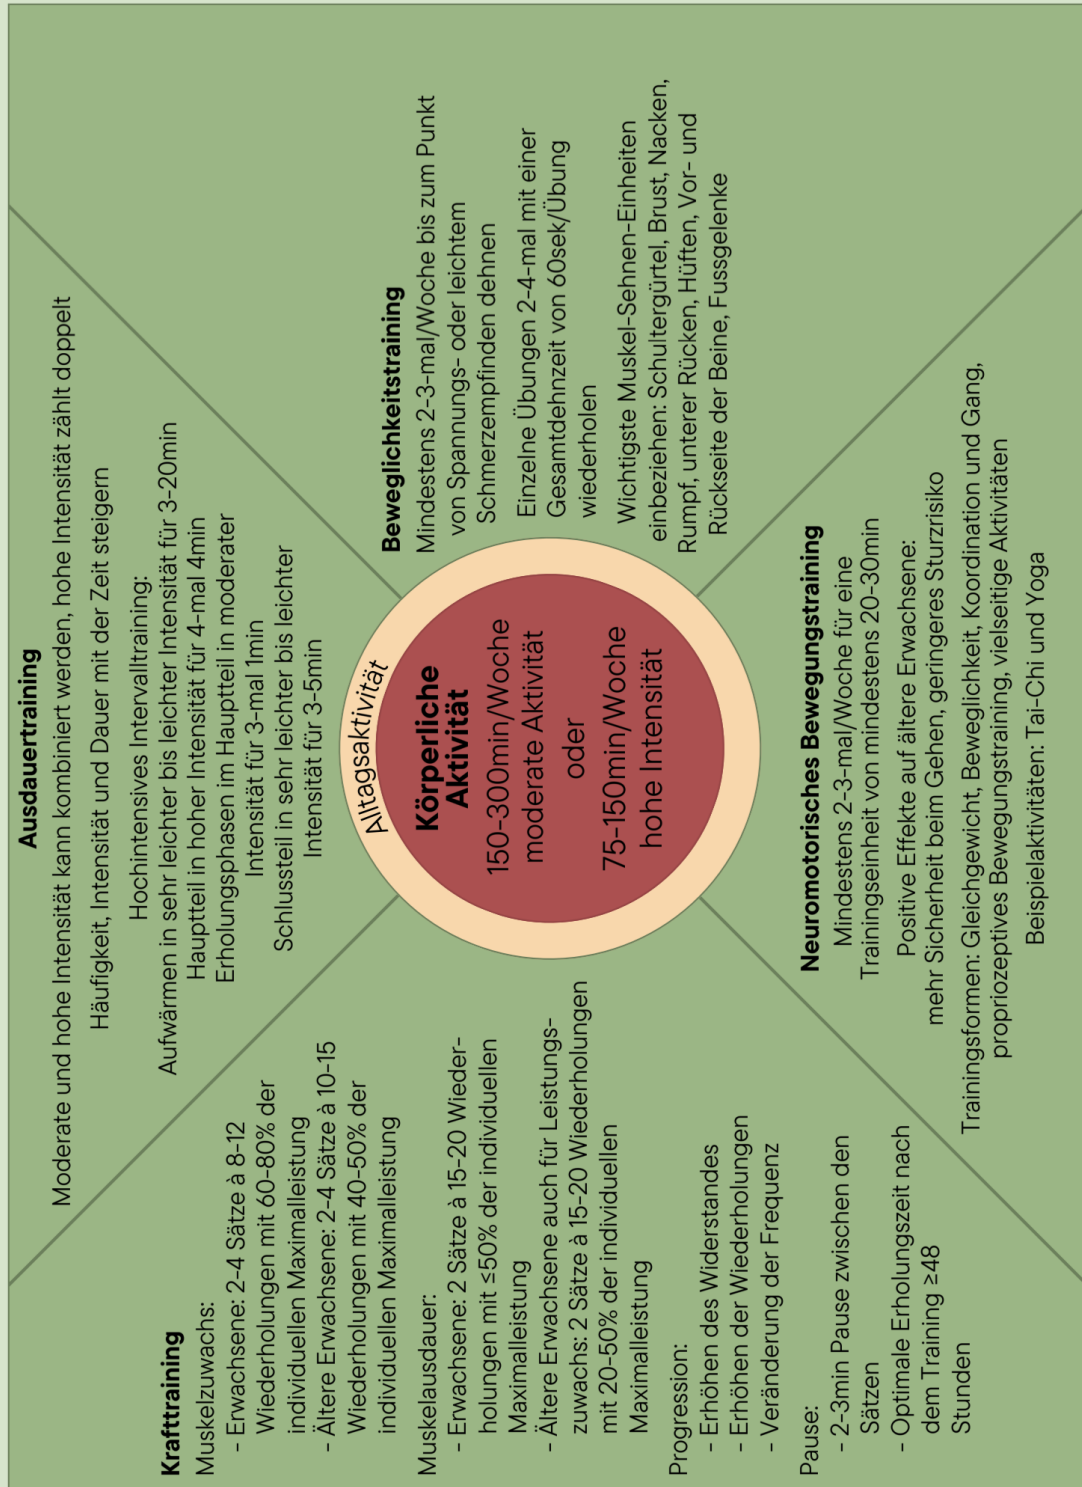 Ausdauertraining
Moderate und hohe Intensität kann kombiniert werden, hohe Intensität zählt doppelt
Häufigkeit, Intensität und Dauer mit der Zeit steigern
Hochintensives Intervalltraining:
Aufwärmen in sehr leichter bis leichter Intensität für 3-20min
Hauptteil in hoher Intensität für 4-mal 4min
Erholungsphasen im Hauptteil in moderater
Intensität für 3-mal 1min
Schlussteil in sehr leichter bis leichter
Intensität für 3-5min
Krafttraining
Muskelzuwachs:
- Erwachsene: 2-4 Sätze à 8-12
Wiederholungen mit 60-80% der
individuellen Maximalleistung
- Ältere Erwachsene: 2-4 Sätze à 10-15
Wiederholungen mit 40-50% der
individuellen Maximalleistung
Muskelausdauer:
- Erwachsene: 2 Sätze à 15-20 Wieder-
holungen mit ≤50% der individuellen
Maximalleistung
- Ältere Erwachsene auch für Leistungs-
zuwachs: 2 Sätze à 15-20 Wiederholungen
mit 20-50% der individuellen
Maximalleistung
Progression:
- Erhöhen des Widerstandes
- Erhöhen der Wiederholungen
- Veränderung der Frequenz
Pause:
- 2-3min Pause zwischen den
Sätzen
- Optimale Erholungszeit nach
dem Training ≥48
Stunden
Alltagsaktivität
Körperliche
Aktivität
150-300min/Woche
moderate Aktivität
oder
75-150min/Woche
hohe Intensität
Beweglichkeitstraining
Mindestens 2-3-mal/Woche bis zum Punkt
von Spannungs- oder leichtem
Schmerzempfinden dehnen
Einzelne Übungen 2-4-mal mit einer
Gesamtdehnzeit von 60sek/Übung
wiederholen
Wichtigste Muskel-Sehnen-Einheiten
einbeziehen: Schultergürtel, Brust, Nacken,
Rumpf, unterer Rücken, Hüften, Vor- und
Rückseite der Beine, Fussgelenke
Neuromotorisches Bewegungstraining
Mindestens 2-3-mal/Woche für eine
Trainingseinheit von mindestens 20-30min
Positive Effekte auf ältere Erwachsene:
mehr Sicherheit beim Gehen, geringeres Sturzrisiko
Trainingsformen: Gleichgewicht, Beweglichkeit, Koordination und Gang,
propriozeptives Bewegungstraining, vielseitige Aktivitäten
Beispielaktivitäten: Tai-Chi und Yoga